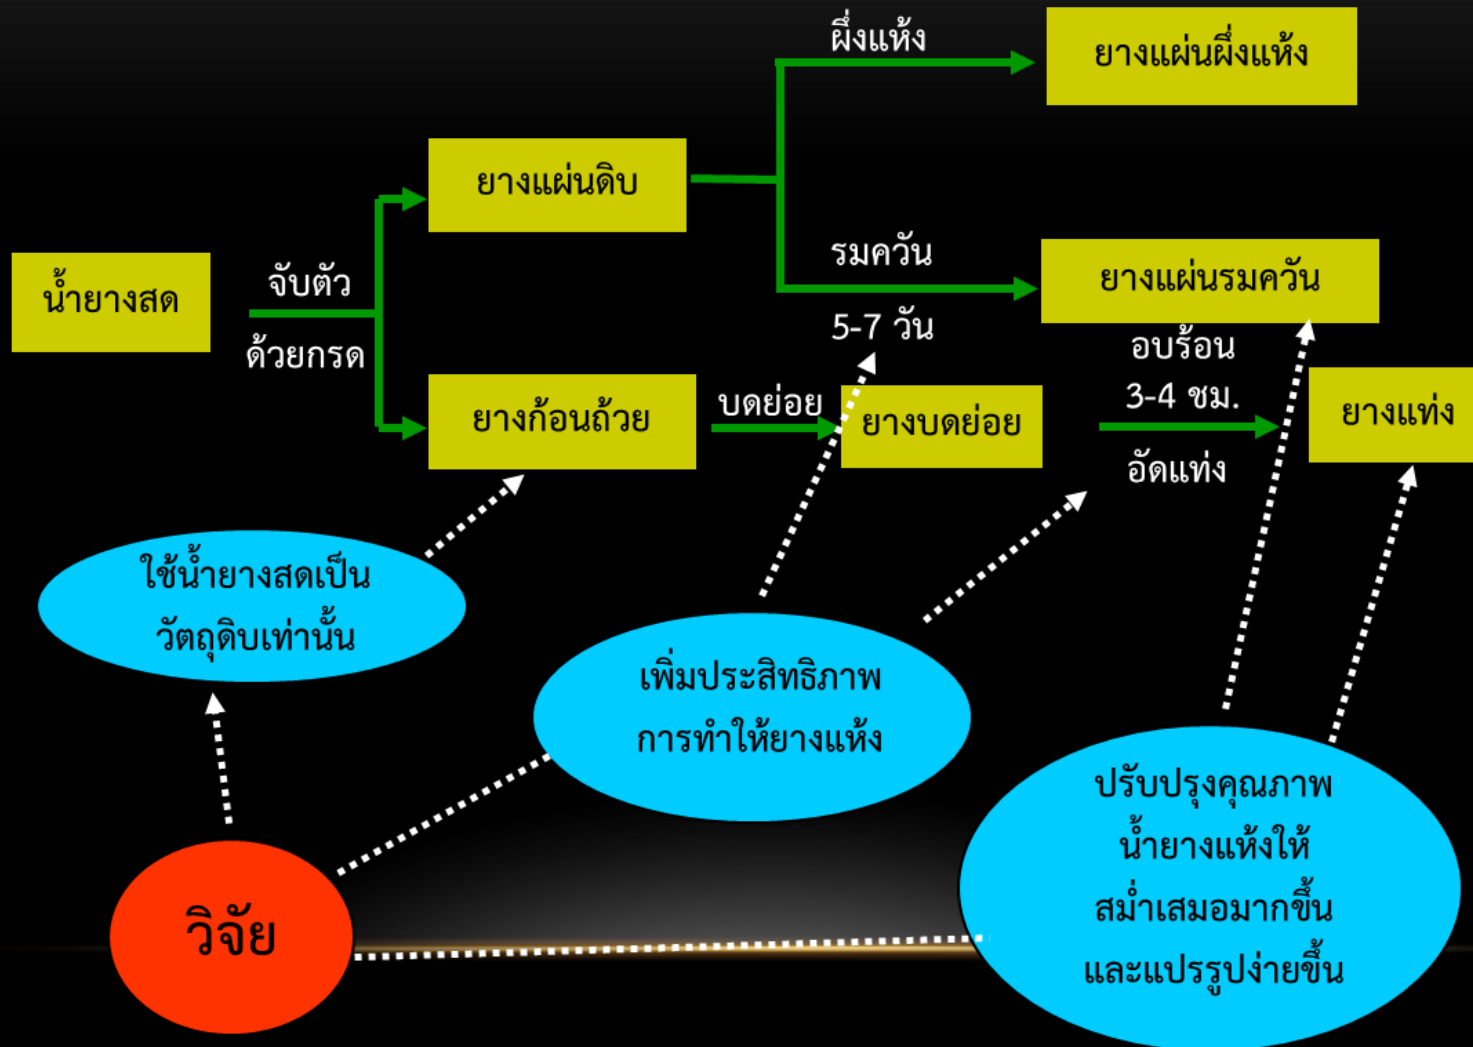 ผึ่งแห้ง
ยางแผ่นผึ่งแห้ง
ยางแผ่นดิบ
น้ำยางสด
จับตัว
ด้วยกรด
รมควัน
5-7 วัน
ยางแผ่นรมควัน
ยางก้อนถ้วย
บดย่อย
ยางบดย่อย
อบร้อน
3-4 ชม.
อัดแท่ง
ยางแท่ง
ใช้น้ำยางสดเป็น
วัตถุดิบเท่านั้น
เพิ่มประสิทธิภาพ
การทำให้ยางแห้ง
ปรับปรุงคุณภาพ
น้ำยางแห้งให้
สม่ำเสมอมากขึ้น
และแปรรูปง่ายขึ้น
วิจัย